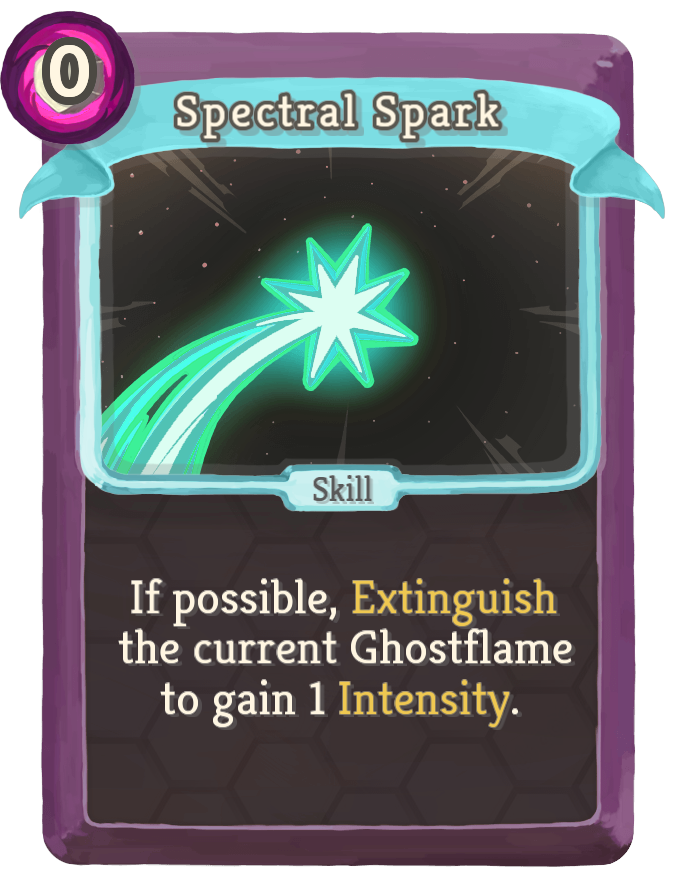 0
Spectral Spark
Skill
If possible, Extinguish
the current Ghostflame
to gain 1 Intensity.